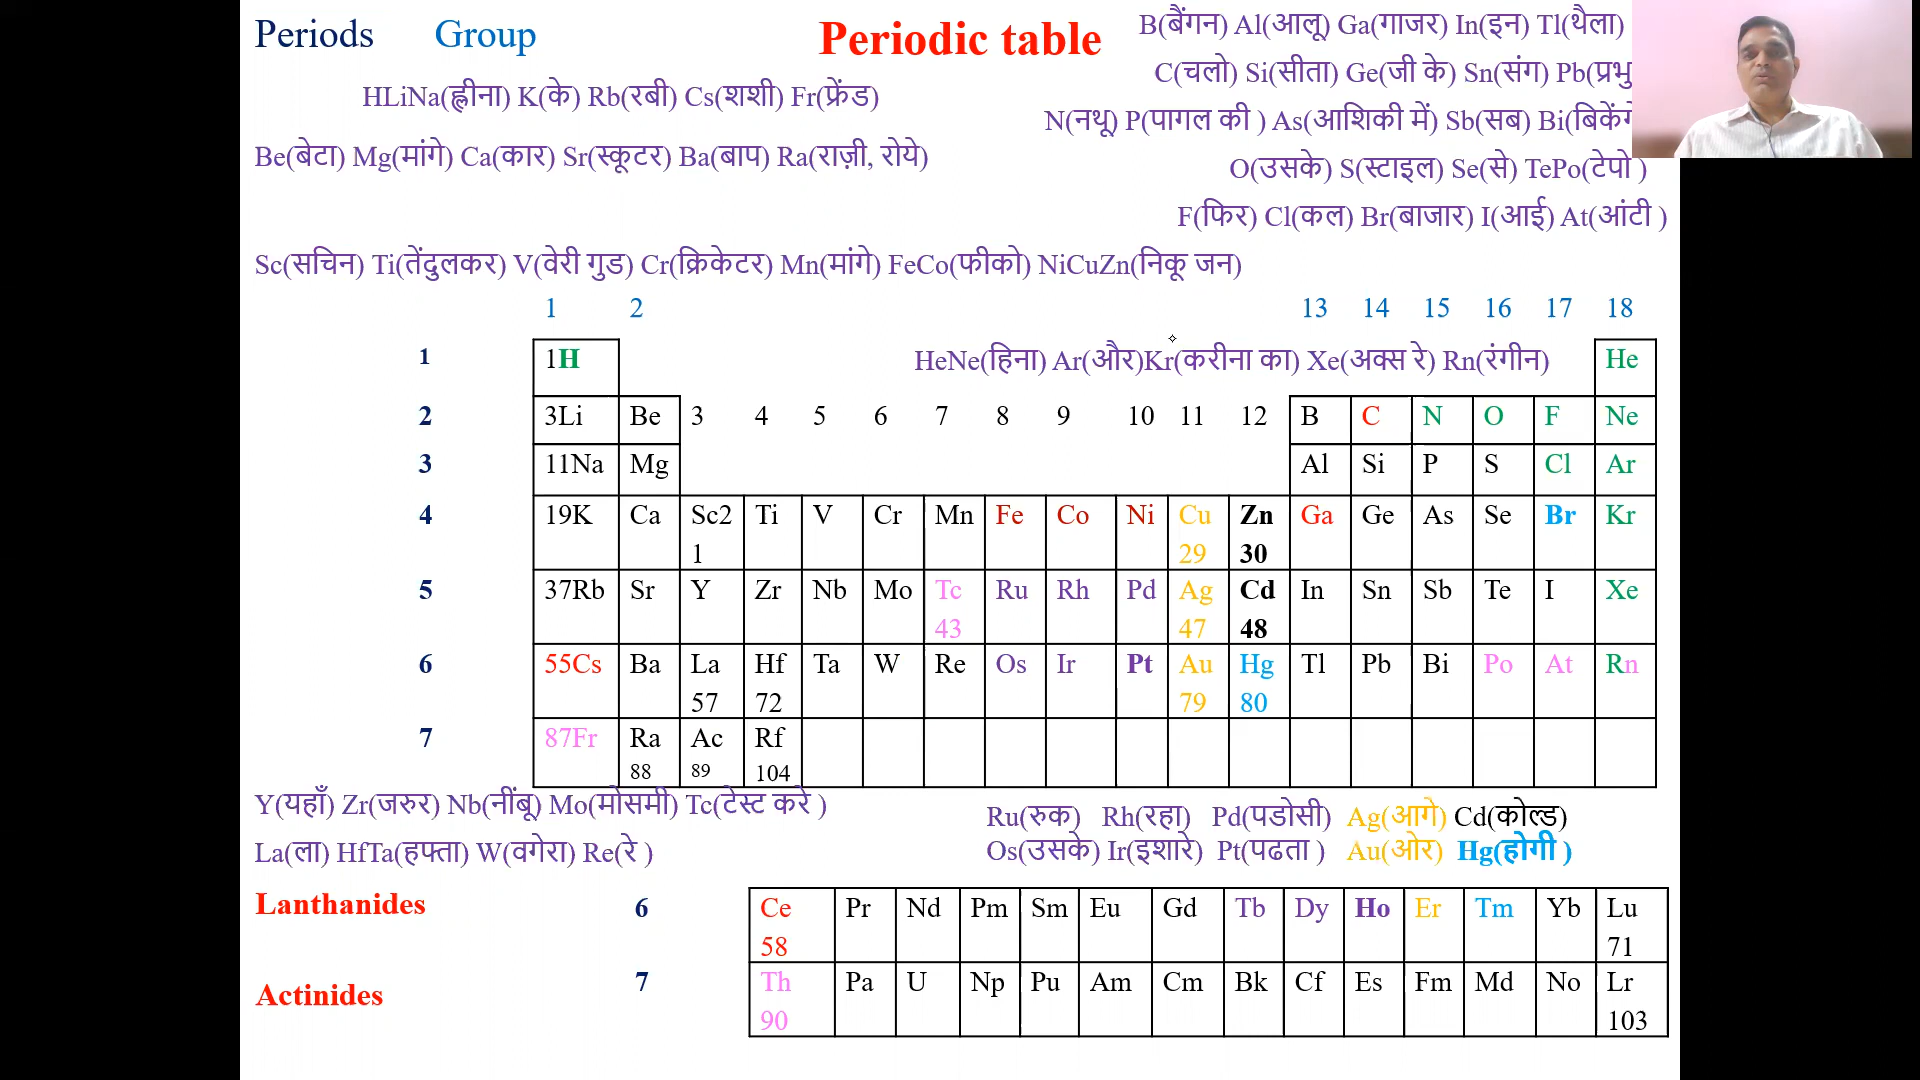 Periods Group Periodic table
B(बैंगन) Al(आलू) Ga(गाजर) In(इन) Tl(थैला)
C(चलो) Si(सीता) Ge(जी के) Sn(संग) Pb(प्रभु
HLiNa(ह्लीना) K(के) Rb(रबी) Cs(शशी) Fr(फ्रेंड)
N(नथू) P(पागल की ) As(आशिकी में) Sb(सब)
Be(बेटा) Mg(मांगे) Ca(कार) Sr(स्कूटर) Ba(बाप) Ra(राज़ी, रोये)
O(उसके) S(स्टाइल) Se(से) TePo(टेपो )
F(फिर) Cl(कल) Br(बाजार) I(आई) At(आंटी )
Sc(सचिन) Ti(तेंदुलकर) V(वेरी गुड) Cr(क्रिकेटर) Mn(मांगे) FeCo(फीको) NiCuZn(निकू जन)
1 2 13 14 15 16 17 18
1 1H HeNe(हिना) Ar(और)Kr(करीना का) Xe(अक्स रे) Rn(रंगीन) He
2 3Li Be 3 4 5 6 7 8 9 10 11 12 B C N O F Ne
3 11Na Mg Al Si P S Cl Ar
4 19K Ca Sc2 Ti V Cr Mn Fe Co Ni Cu Zn Ga Ge As Se Br Kr
1 29 30
5 37Rb Sr Y Zr Nb Mo Tc Ru Rh Pd Ag Cd In Sn Sb Te I Xe
43 47 48
6 55Cs Ba La Hf Ta W Re Os Ir Pt Au Hg Tl Pb Bi Po At Rn
57 72 79 80
7 87Fr Ra Ac Rf
88 89 104
Y(यहाँ) Zr(जरुर) Nb(नींबू) Mo(मोसमी) Tc(टेस्ट करे )
Ru(रुक) Rh(रहा) Pd(पडोसी) Ag(आगे) Cd(कोल्ड)
La(ला) HfTa(हफ्ता) W(वगेरा) Re(रे )
Os(उसके) Ir(इशारे) Pt(पढता ) Au(ओर) Hg(होगी )
Lanthanides 6 Ce Pr Nd Pm Sm Eu Gd Tb Dy Ho Er Tm Yb Lu
58 71
Actinides 7 Th Pa U Np Pu Am Cm Bk Cf Es Fm Md No Lr
90 103